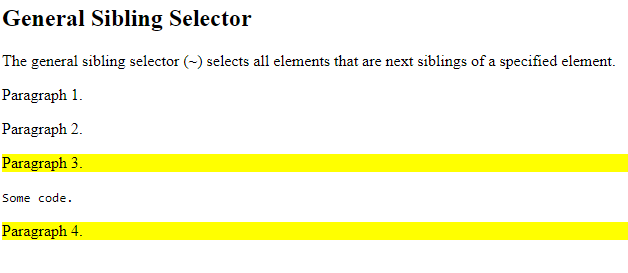 General Sibling Selector
The general sibling selector (~) selects all elements that are next siblings of a specified element.
Paragraph 1.
Paragraph 2.
Paragraph 3.
Some code.
Paragraph 4.